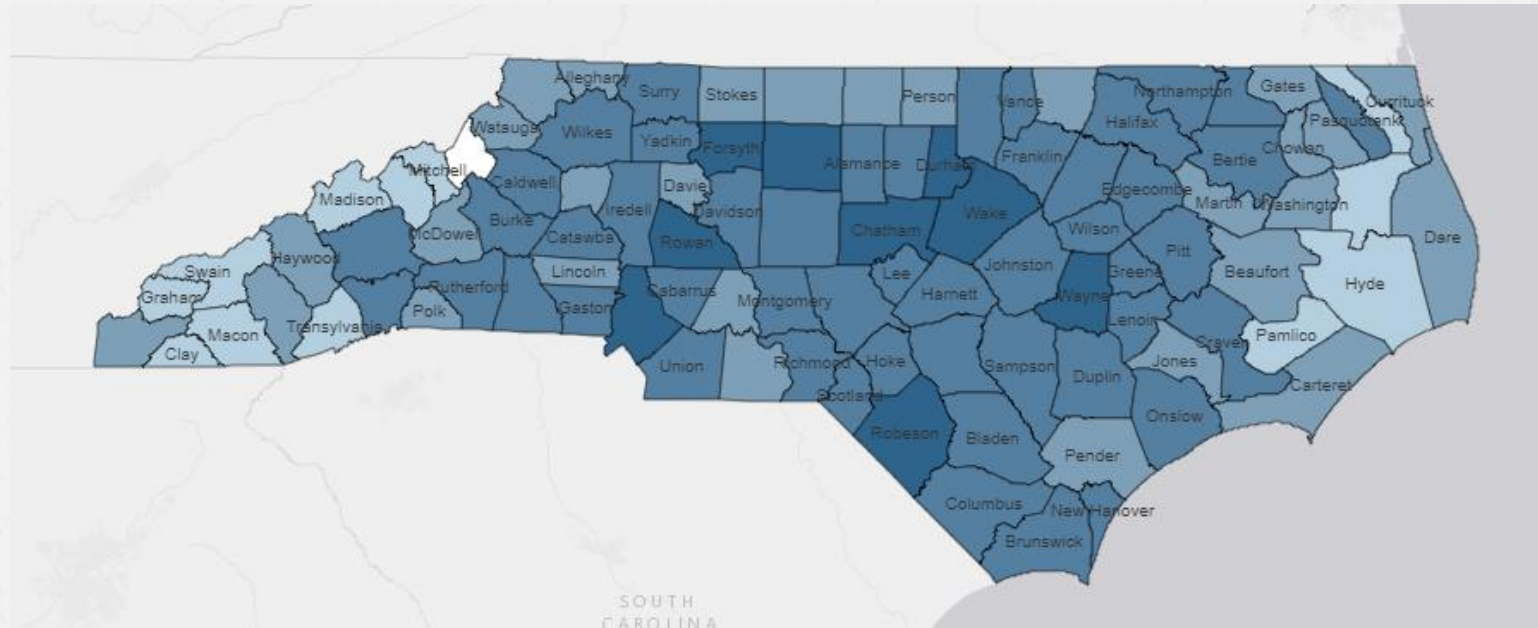 Alleghany
Surry
Stokes
Person
Vance
Northampton
Gates
Currituck
Pasquotank
Watauga
Wilkes
Yadkin
Forsyth
Alamance
Durham
Franklin
Halifax
Bertie
Chowan
Mitchell
Madison
Caldwell
Davie
Iredell
Davidson
Edgecombe
Martin
Washington
McDowell
Burke
Catawba
Rowan
Chatham
Wake
Wilson
Pitt
Dare
Swain
Haywood
Lincoln
Lee
Johnston
Greene
Beaufort
Hyde
Graham
Rutherford
Polk
Gaston
Cabarrus
Montgomery
Harnett
Wayne
Lenoir
Macon
Transylvania
Clay
Pamlico
Craven
Jones
Union
Richmond
Hoke
Sampson
Duplin
Carteret
Scotland
Onslow
Robeson
Bladen
Pender
Columbus
New Hanover
Brunswick
SOUTH
CAROLINA